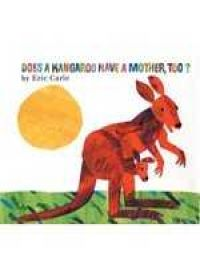 DOES A KANGAROO HAVE A MOTHER, TOO?
by Eric Carle